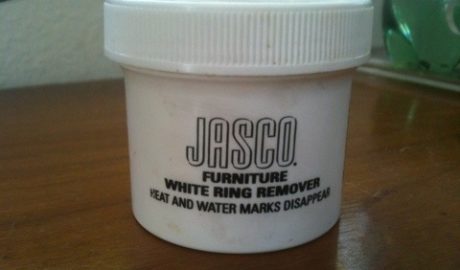 JASCO.
FURNITURE
WHITE RING REMOVER
HEAT AND WATER MARKS DISAPPEAR